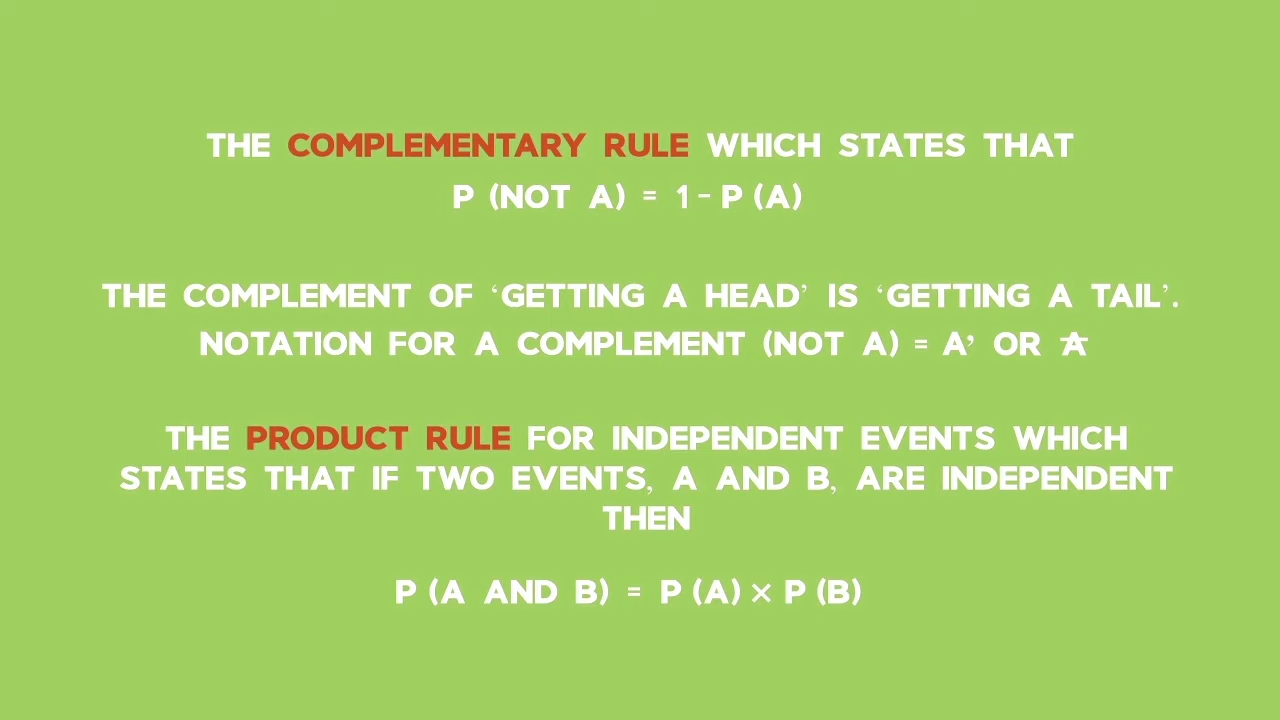 THE COMPLEMENTARY RULE WHICH STATES THAT
P (NOT A) = 1 - P (A)
THE COMPLEMENT OF ‘GETTING A HEAD’ IS ‘GETTING A TAIL’.
NOTATION FOR A COMPLEMENT (NOT A) = A’ OR A̅
THE PRODUCT RULE FOR INDEPENDENT EVENTS WHICH
STATES THAT IF TWO EVENTS, A AND B, ARE INDEPENDENT
THEN
P (A AND B) = P (A) × P (B)